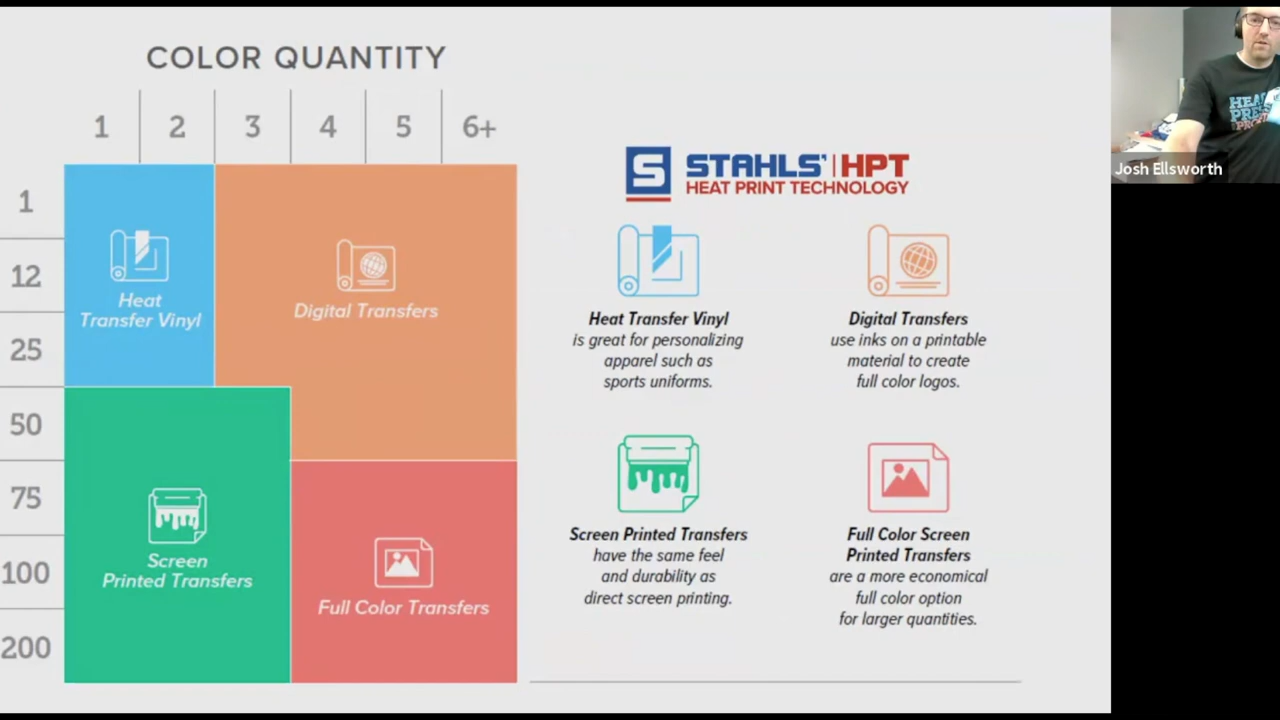 COLOR QUANTITY
1 2 3 4 5 6+
1
12
25
50
75
100
200
Heat
Transfer Vinyl
Digital Transfers
Screen
Printed Transfers
Full Color Transfers
S STAHLS' | HPT
HEAT PRINT TECHNOLOGY
Heat Transfer Vinyl
is great for personalizing
apparel such as
sports uniforms.
Digital Transfers
use inks on a printable
material to create
full color logos.
Screen Printed Transfers
have the same feel
and durability as
direct screen printing.
Full Color Screen
Printed Transfers
are a more economical
full color option
for larger quantities.
Josh Ellsworth